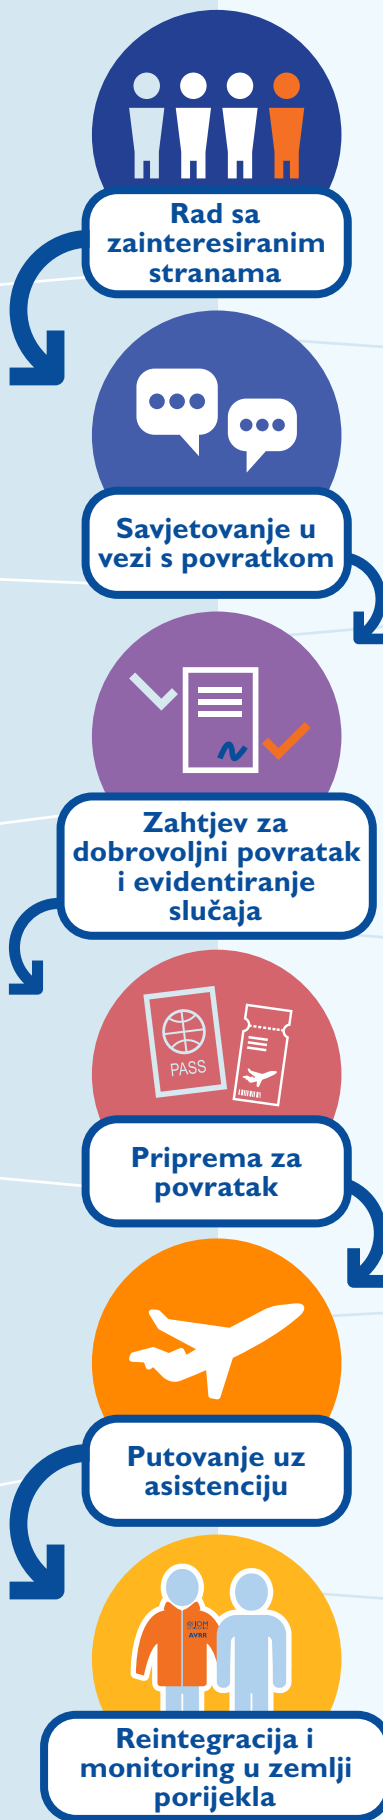 Rad sa
zainteresiranim
stranama
Savjetovanje u
vezi s povratkom
Zahtjev za
dobrovoljni povratak
i evidentiranje
slučaja
PASS
Priprema za
povratak
Putovanje uz
asistenciju
IOM
AVRR
Reintegracija i
monitoring u zemlji
porijekla